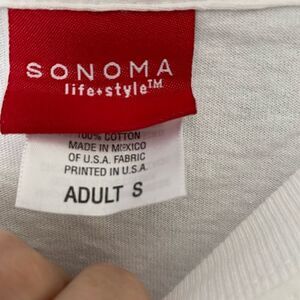 SONOMA
life+style™
100% COTTON
MADE IN MEXICO
OF U.S.A. FABRIC
PRINTED IN U.S.A.
ADULT S